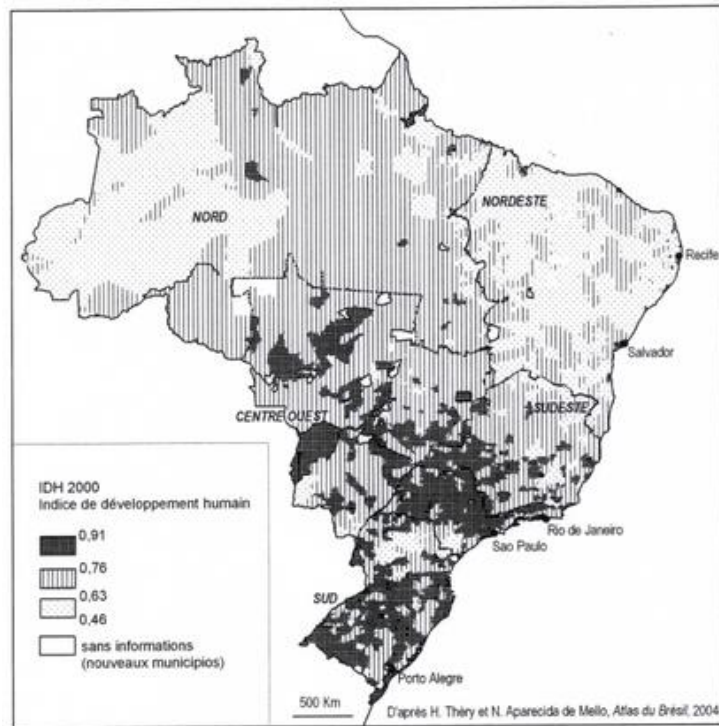 NORD
NORDESTE
Recife
Salvador
CENTRE OUEST
SUDESTE
Rio de Janeiro
Sao Paulo
SUD
Porto Alegre
IDH 2000
Indice de développement humain
0,91
0,76
0,63
0,46
sans informations
(nouveaux municipios)
500 Km
D'après H. Théry et N. Aparecida de Mello, Atlas du Brésil, 2004